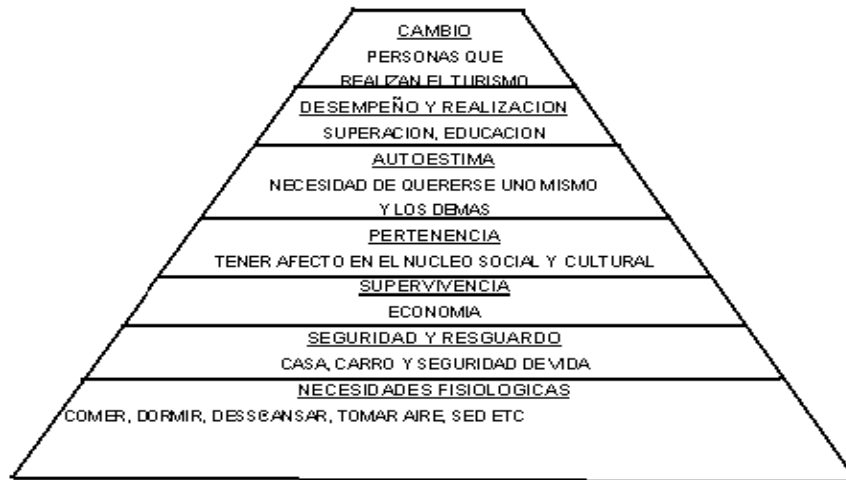 CAMBIO
PERSONAS QUE
REALIZAN EL TURISMO
DESEMPEÑO Y REALIZACION
SUPERACION, EDUCACION
AUTOESTIMA
NECESIDAD DE QUERERSE UNO MISMO
Y LOS DEMAS
PERTENENCIA
TENER AFECTO EN EL NUCLEO SOCIAL Y CULTURAL
SUPERVIVENCIA
ECONOMIA
SEGURIDAD Y RESGUARDO
CASA, CARRO Y SEGURIDAD DE VIDA
NECESIDADES FISIOLOGICAS
COMER, DORMIR, DESSCANSAR, TOMAR AIRE, SED ETC